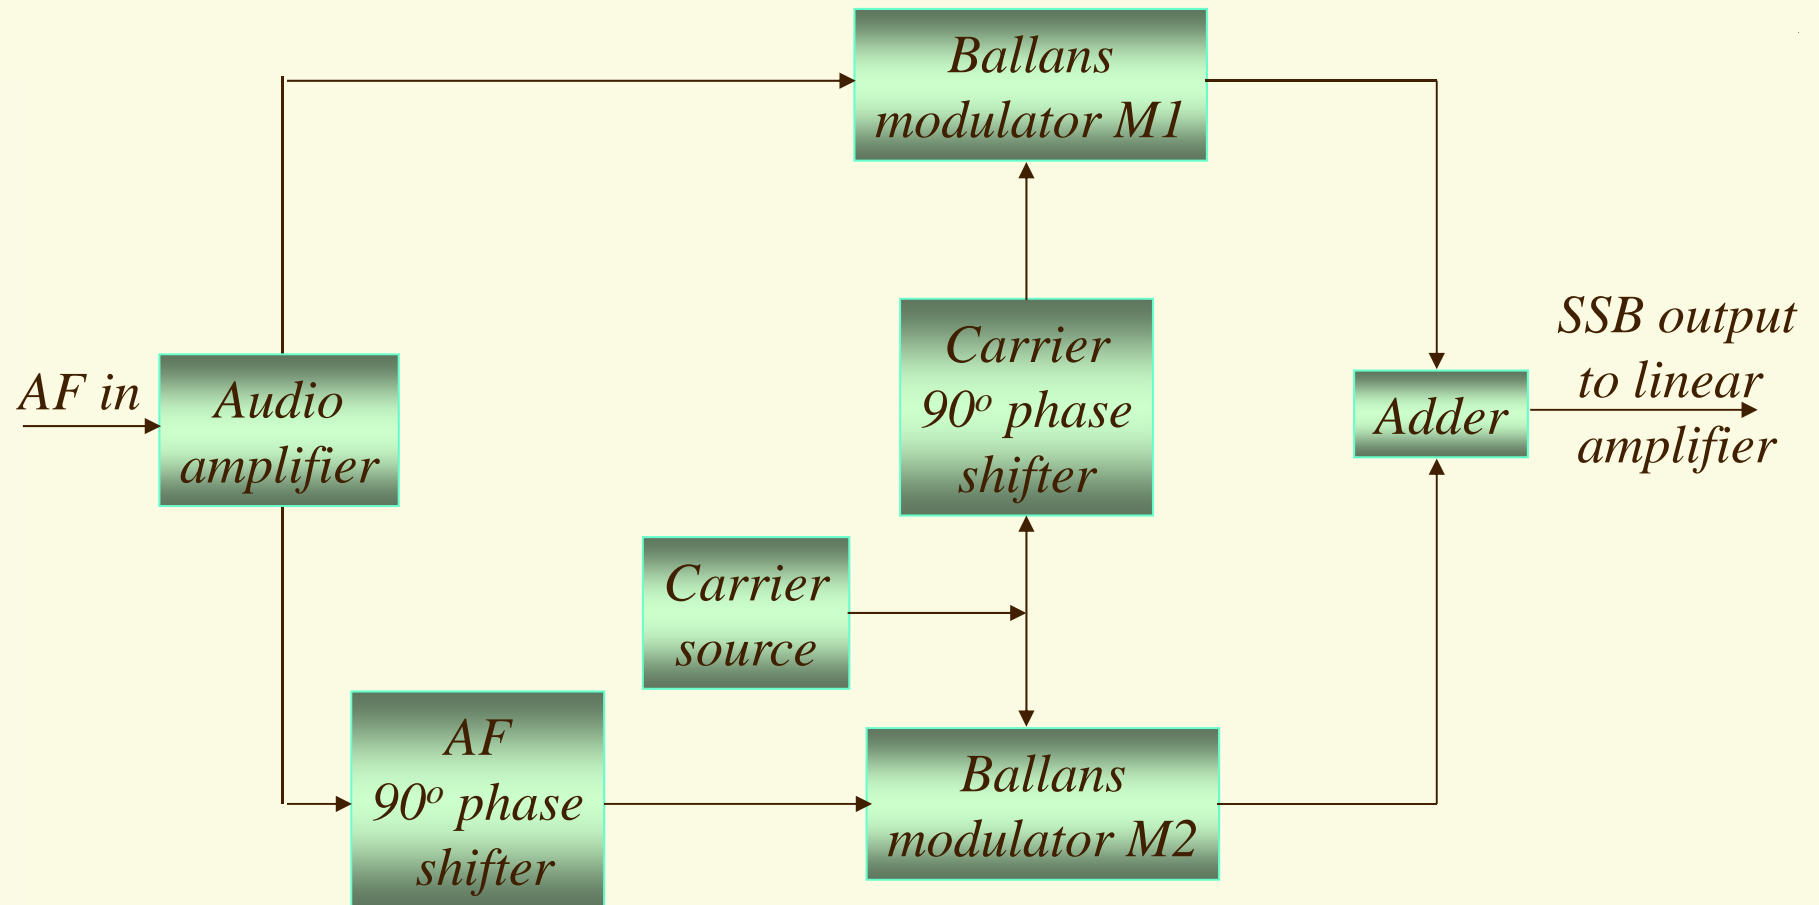 Ballans
modulator M1
AF in
Audio
amplifier
Carrier
90º phase
shifter
SSB output
to linear
amplifier
Adder
Carrier
source
AF
90º phase
shifter
Ballans
modulator M2